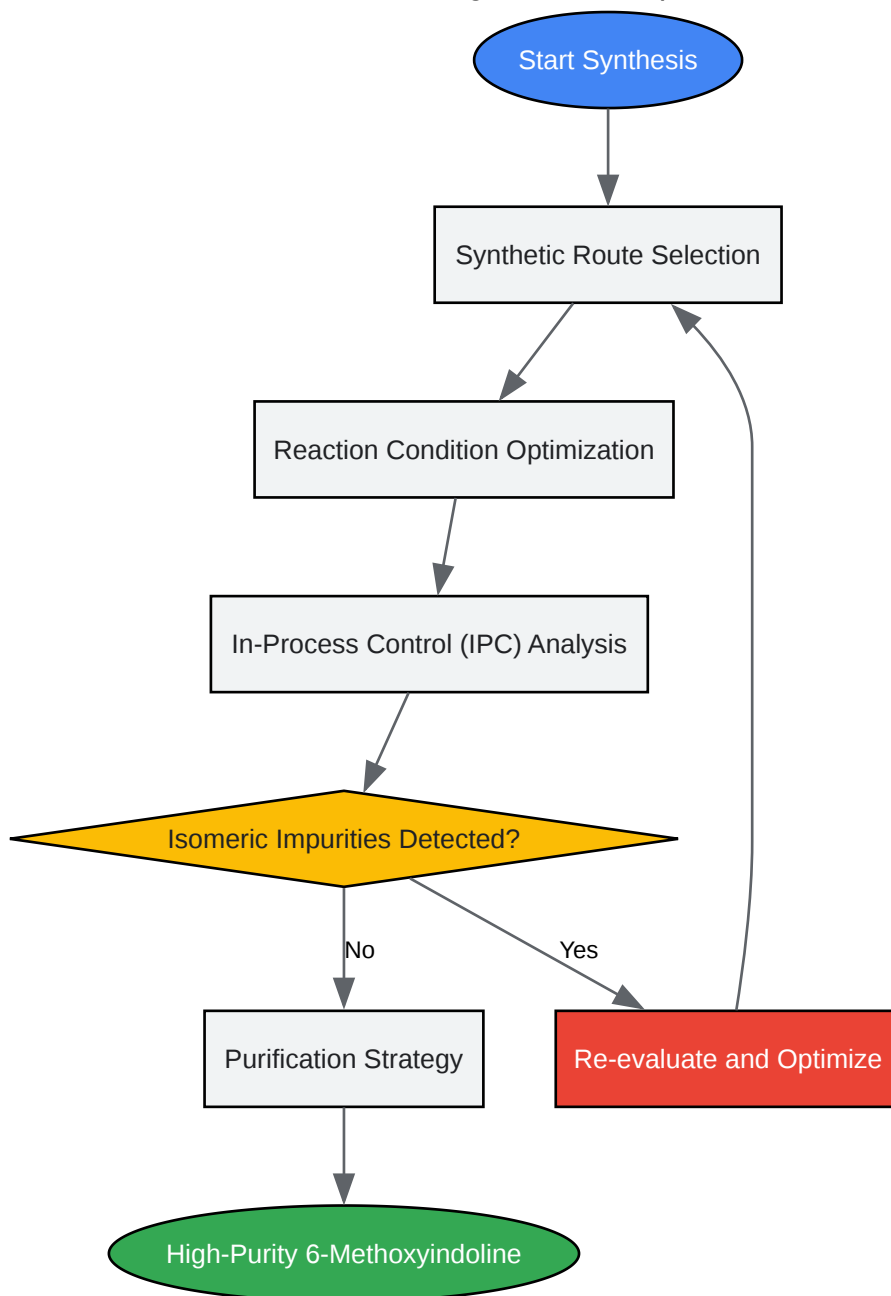 Start Synthesis
Synthetic Route Selection
Reaction Condition Optimization
In-Process Control (IPC) Analysis
Isomeric Impurities Detected?
No
Yes
Purification Strategy
Re-evaluate and Optimize
High-Purity 6-Methoxyindoline